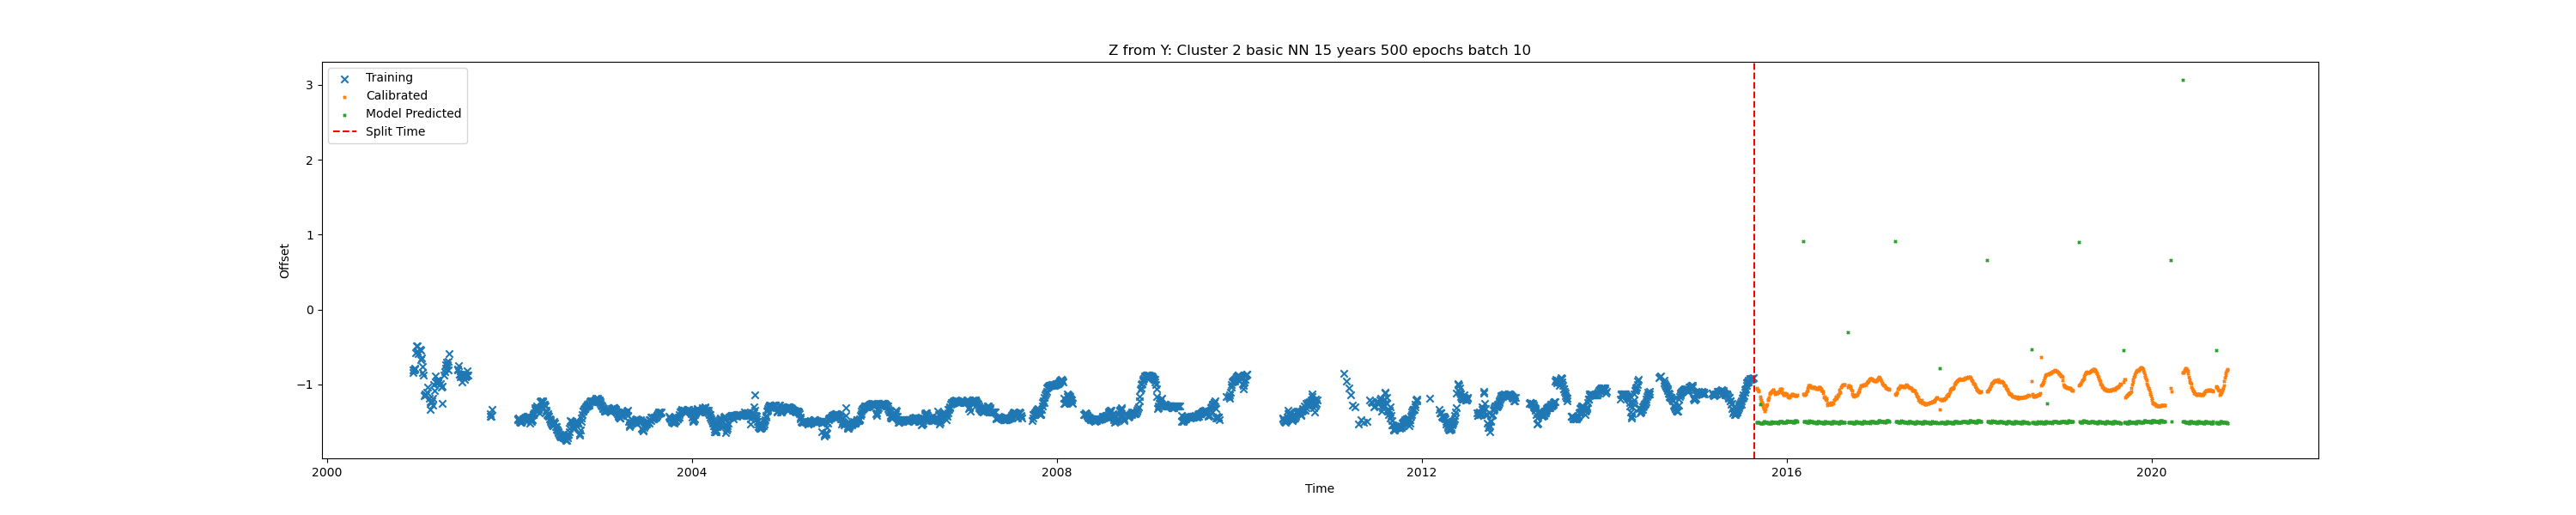 Z from Y: Cluster 2 basic NN 15 years 500 epochs batch 10
Training
Calibrated
Model Predicted
Split Time
3
2
1
0
−1
Offset
2000 2004 2008 2012 2016 2020
Time